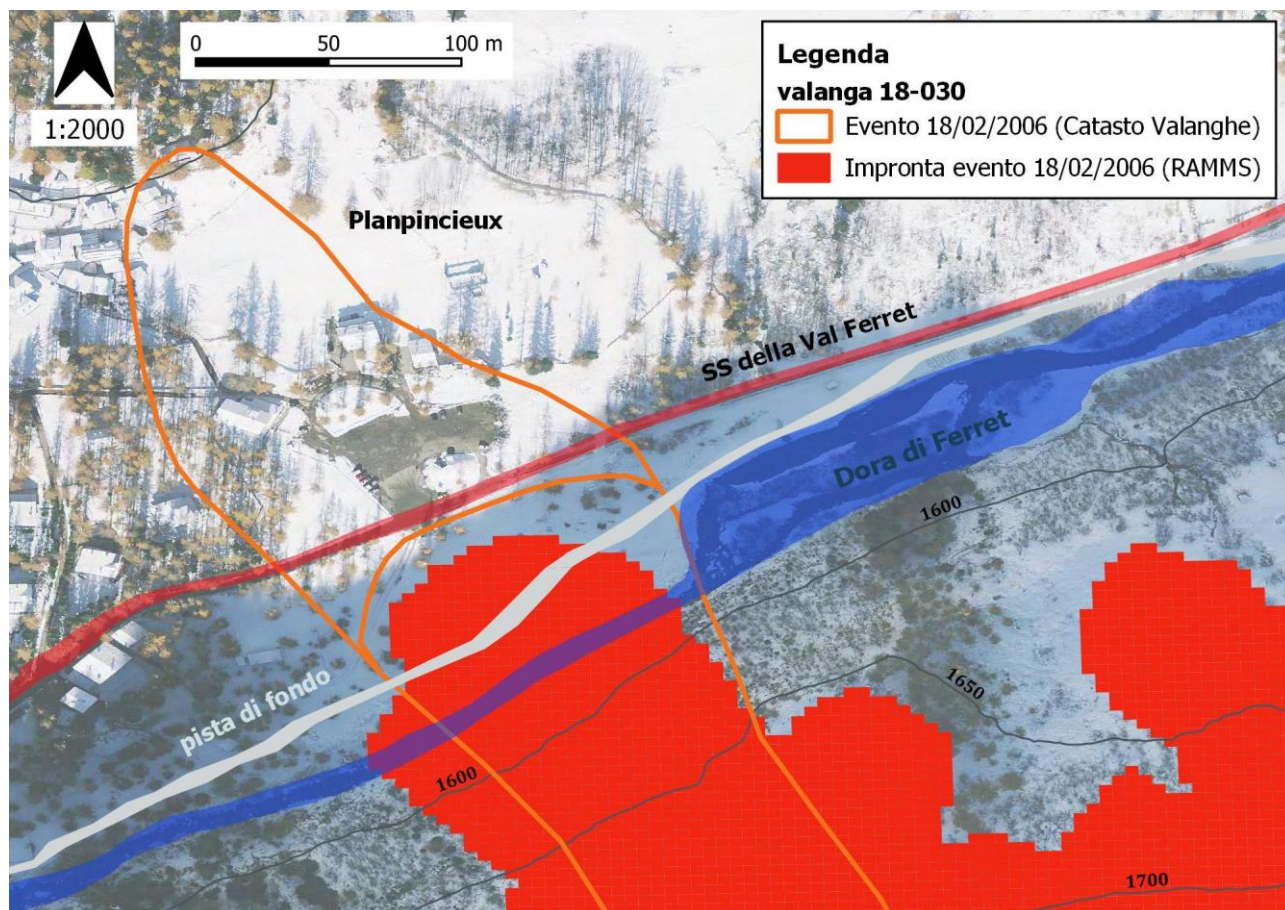 0 50 100 m
1:2000
Legenda
valanga 18-030
Evento 18/02/2006 (Catasto Valanghe)
Impronta evento 18/02/2006 (RAMMS)
Planpincieux
SS della Val Ferret
Dora di Ferret
1600
1650
pista di fondo
1600
1700